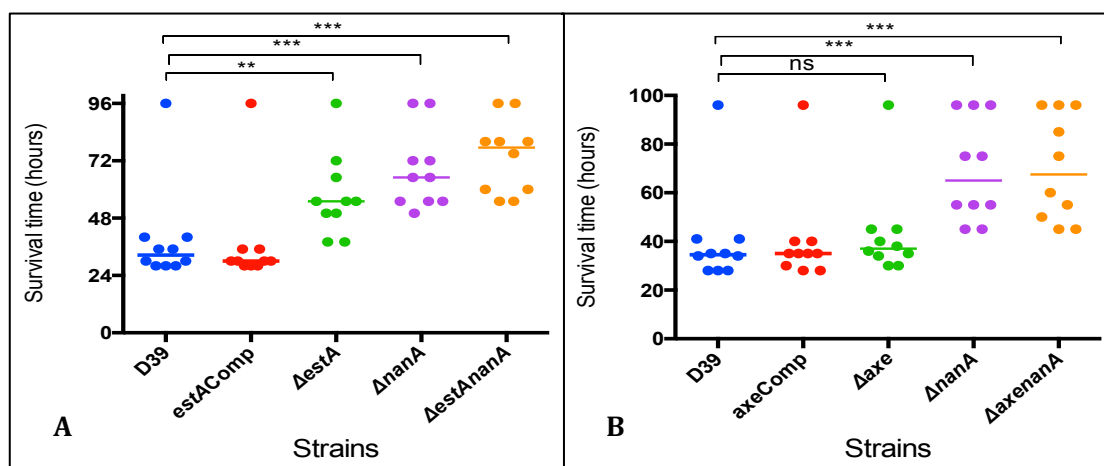 ***
***
**
96
72
48
24
0
Survival time (hours)
D39
estAComp
ΔestA
ΔnanA
ΔestAnanA
A
Strains
***
***
ns
100
80
60
40
20
0
Survival time (hours)
D39
axeComp
Δaxe
ΔnanA
ΔaxenanA
B
Strains